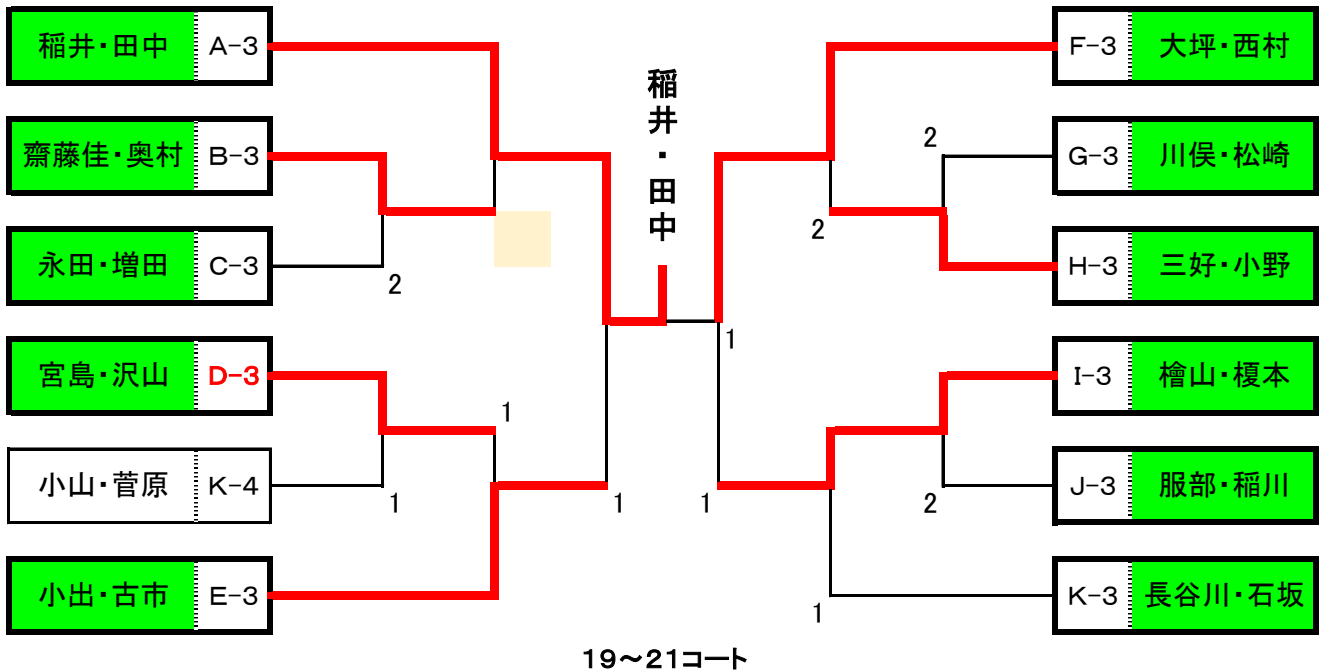 稲井・田中 A-3
齋藤佳・奥村 B-3
永田・増田 C-3
2
宮島・沢山 D-3
1
小山・菅原 K-4
1
小出・古市 E-3
1
稲井・田中
F-3 大坪・西村
2
G-3 川俣・松崎
2
H-3 三好・小野
1
I-3 檜山・榎本
J-3 服部・稲川
2
1
K-3 長谷川・石坂
1
19～21コート